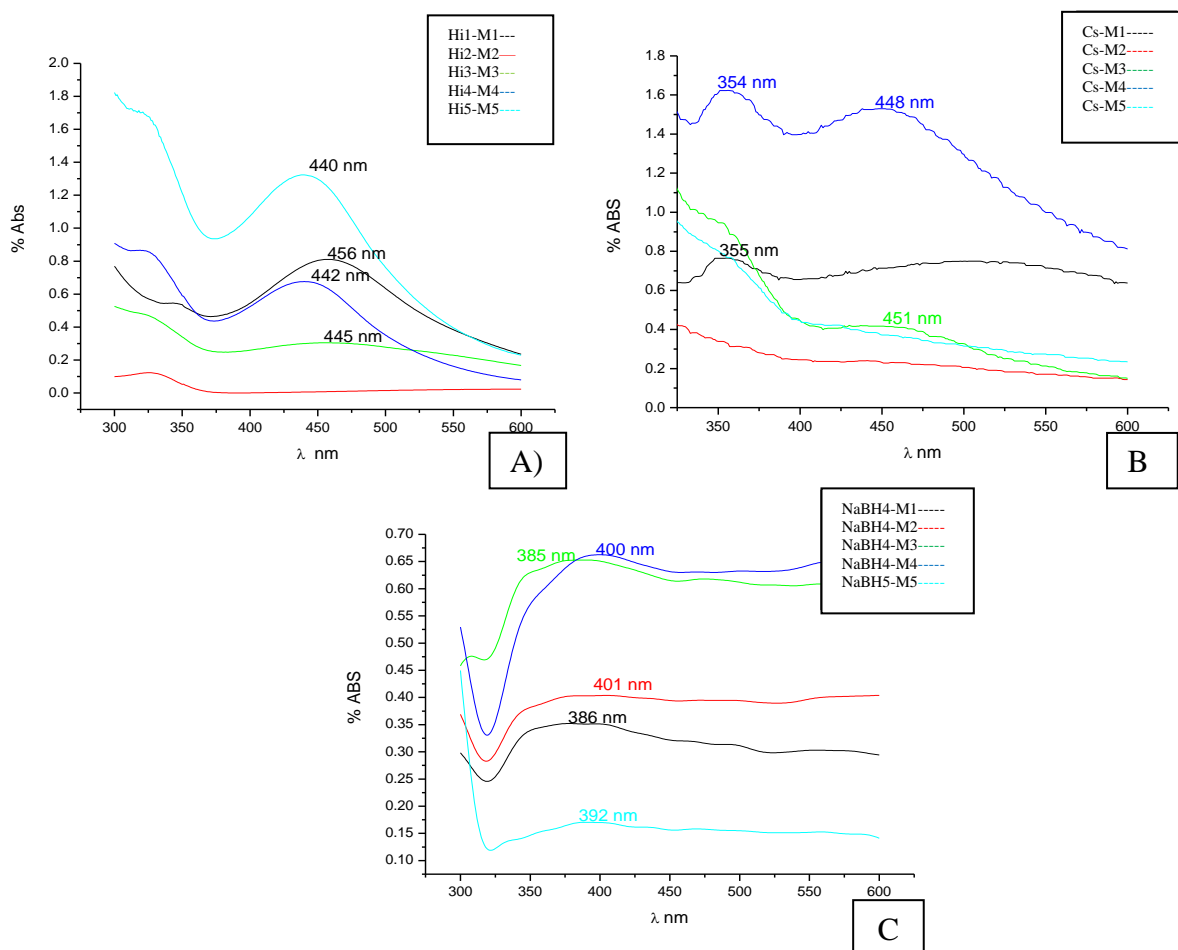 Hi1-M1---
Hi2-M2—
Hi3-M3-----
Hi4-M4-----
Hi5-M5-----
2.0
1.8
1.6
1.4
1.2
1.0
0.8
0.6
0.4
0.2
0.0
% Abs
440 nm
456 nm
442 nm
445 nm
300 350 400 450 500 550 600
λ nm
A)
Cs-M1-----
Cs-M2-----
Cs-M3-----
Cs-M4-----
Cs-M5-----
1.8
1.6
1.4
1.2
1.0
0.8
0.6
0.4
0.2
0.0
% ABS
354 nm
448 nm
355 nm
451 nm
350 400 450 500 550 600
λ nm
B
NaBH4-M1-----
NaBH4-M2-----
NaBH4-M3-----
NaBH4-M4-----
NaBH5-M5-----
0.70
0.65
0.60
0.55
0.50
0.45
0.40
0.35
0.30
0.25
0.20
0.15
0.10
% ABS
385 nm
400 nm
401 nm
386 nm
392 nm
300 350 400 450 500 550 600
λ nm
C